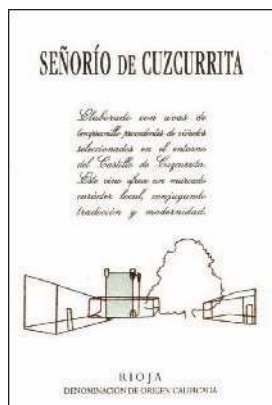 SEÑORÍO DE CUZCURRITA
Elaborado con uvas de
tempranillo procedentes de viñedos
seleccionados en el entorno
del Castillo de Cuzcurrita.
Este vino ofrece un marcado
carácter local, conjugando
tradición y modernidad.
RIOJA
DENOMINACIÓN DE ORIGEN CALIFICADA